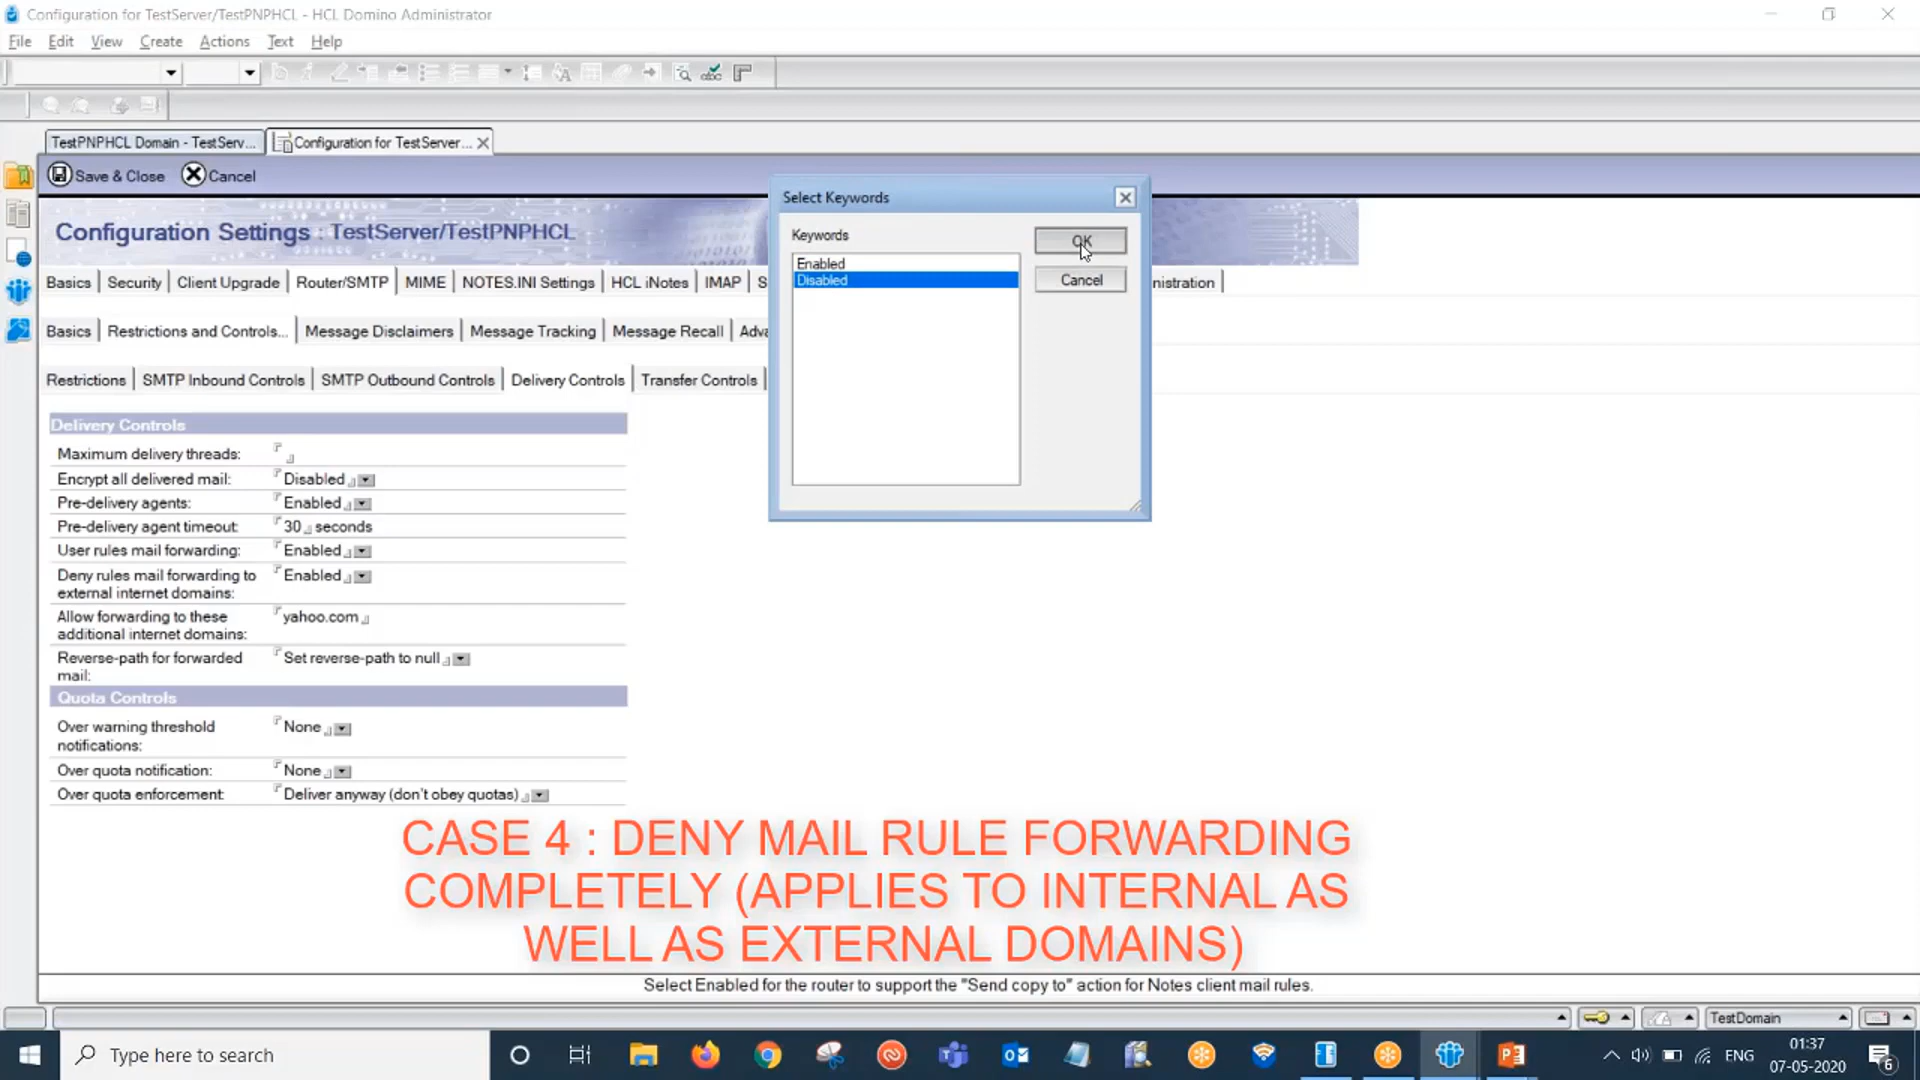 Configuration for TestServer/TestPNPHCL - HCL Domino Administrator
File Edit View Create Actions Text Help
TestPNPHCL Domain - TestServ... Configuration for TestServer...
Save & Close Cancel
Configuration Settings : TestServer/TestPNPHCL
Basics Security Client Upgrade Router/SMTP MIME NOTES.INI Settings HCL iNotes IMAP S nistration
Basics Restrictions and Controls... Message Disclaimers Message Tracking Message Recall Adva
Restrictions SMTP Inbound Controls SMTP Outbound Controls Delivery Controls Transfer Controls
Select Keywords
Keywords
Enabled
Disabled
OK
Cancel
Delivery Controls
Maximum delivery threads:
Encrypt all delivered mail: Disabled
Pre-delivery agents: Enabled
Pre-delivery agent timeout: 30 seconds
User rules mail forwarding: Enabled
Deny rules mail forwarding to Enabled
external internet domains:
Allow forwarding to these yahoo.com
additional internet domains:
Reverse-path for forwarded Set reverse-path to null
mail:
Quota Controls
Over warning threshold None
notifications:
Over quota notification: None
Over quota enforcement: Deliver anyway (don't obey quotas)
CASE 4 : DENY MAIL RULE FORWARDING
COMPLETELY (APPLIES TO INTERNAL AS
WELL AS EXTERNAL DOMAINS)
Select Enabled for the router to support the "Send copy to" action for Notes client mail rules.
TestDomain
Type here to search
ENG
01:37
07-05-2020
6